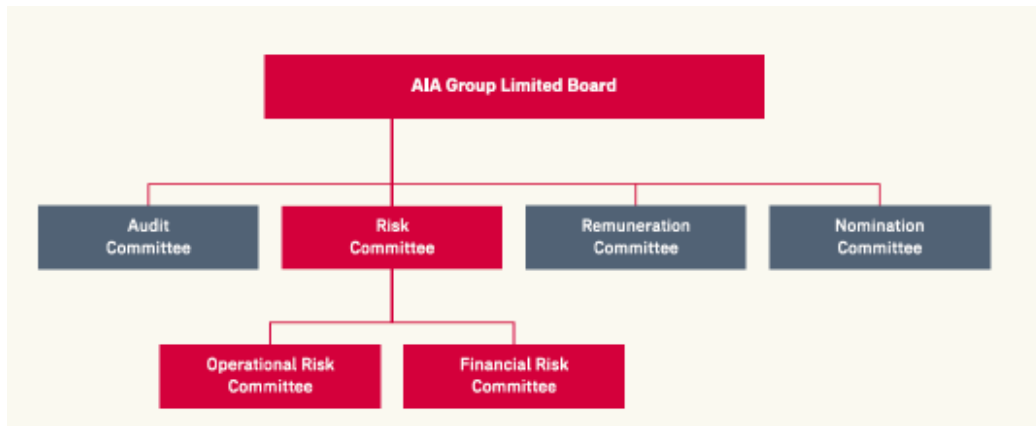 AIA Group Limited Board
Audit
Committee
Risk
Committee
Remuneration
Committee
Nomination
Committee
Operational Risk
Committee
Financial Risk
Committee